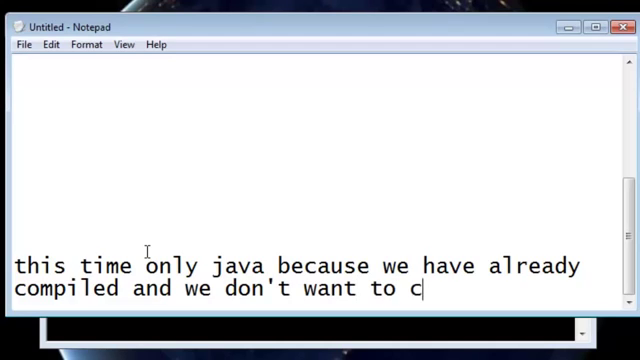 Untitled - Notepad
File Edit Format View Help
this time only java because we have already
compiled and we don't want to c